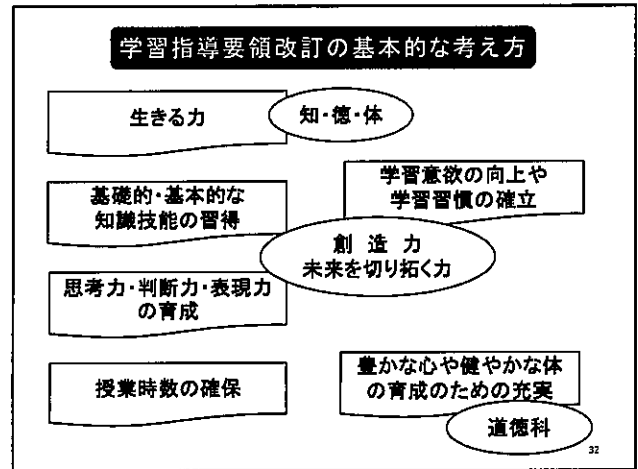 学習指導要領改訂の基本的な考え方
生きる力
知・徳・体
基礎的・基本的な
知識技能の習得
学習意欲の向上や
学習習慣の確立
創造力
未来を切り拓く力
思考力・判断力・表現力
の育成
授業時数の確保
豊かな心や健やかな体
の育成のための充実
道徳科
32